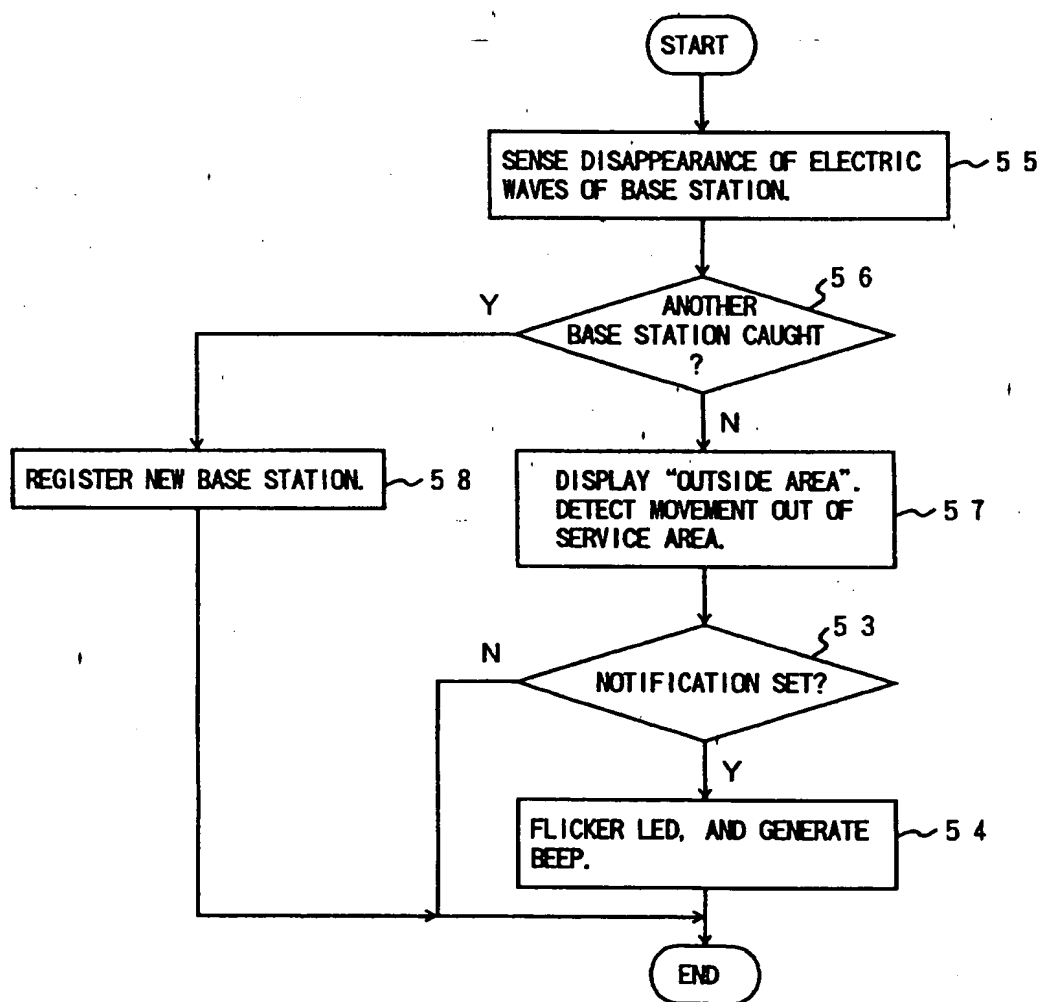 START
SENSE DISAPPEARANCE OF ELECTRIC
WAVES OF BASE STATION.
55
56
ANOTHER
BASE STATION CAUGHT
?
Y
N
REGISTER NEW BASE STATION.
58
DISPLAY “OUTSIDE AREA”.
DETECT MOVEMENT OUT OF
SERVICE AREA.
57
53
NOTIFICATION SET?
N
Y
FLICKER LED, AND GENERATE
BEEP.
54
END